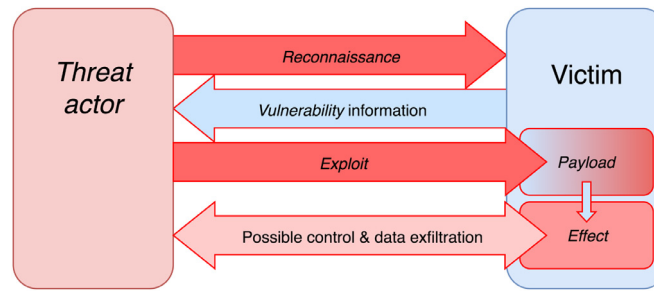 Threat
actor
Reconnaissance
Victim
Vulnerability information
Exploit
Payload
Possible control & data exfiltration
Effect